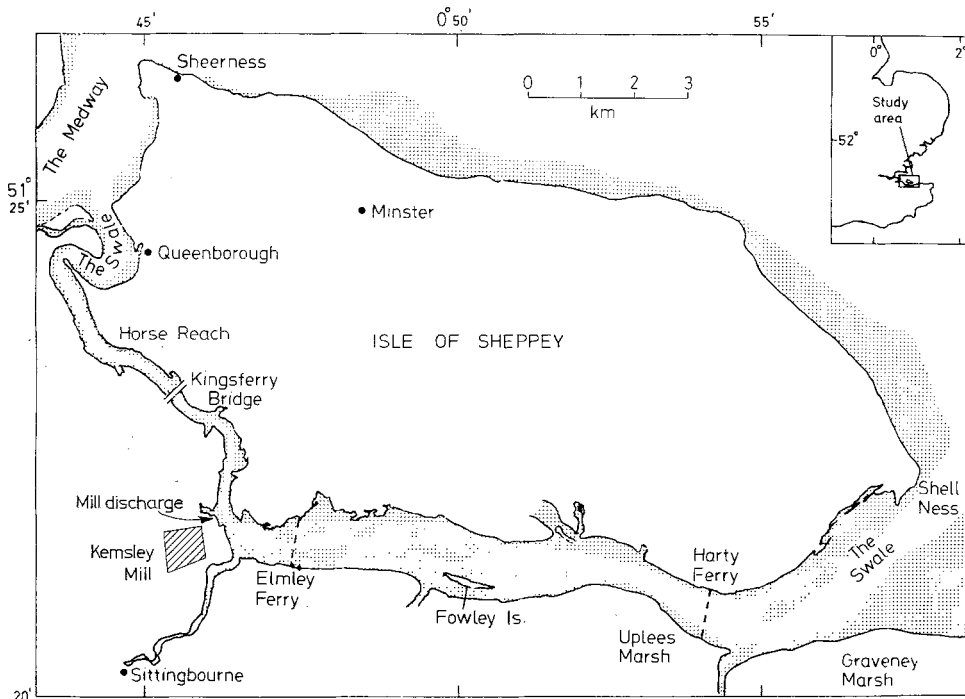 45'
0° 50'
55'
0°
2°
Sheerness
0 1 2 3
km
Study
area
52°
The Medway
51°
25'
Minster
The Swale
Queenborough
Horse Reach
ISLE OF SHEPPEY
Kingsferry
Bridge
Mill discharge
Shell
Ness
Kemsley
Mill
Elmley
Ferry
Harty
Ferry
The
Swale
Fowley Is.
Uplees
Marsh
Graveney
Marsh
Sittingbourne
20'